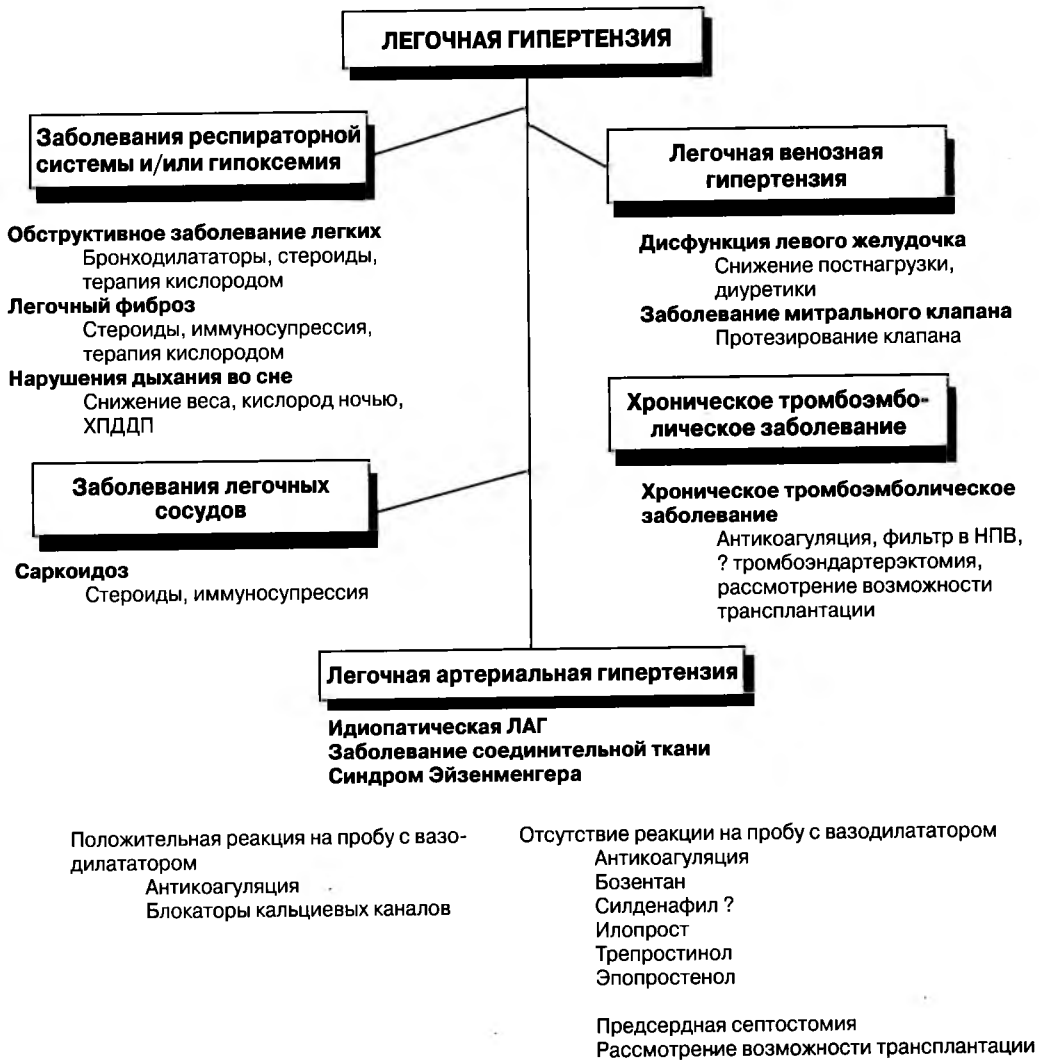 ЛЕГОЧНАЯ ГИПЕРТЕНЗИЯ
Заболевания респираторной
системы и/или гипоксемия
Обструктивное заболевание легких
Бронходилататоры, стероиды,
терапия кислородом
Легочный фиброз
Стероиды, иммуносупрессия,
терапия кислородом
Нарушения дыхания во сне
Снижение веса, кислород ночью,
ХПДДП
Заболевания легочных
сосудов
Саркоидоз
Стероиды, иммуносупрессия
Легочная венозная
гипертензия
Дисфункция левого желудочка
Снижение постнагрузки,
диуретики
Заболевание митрального клапана
Протезирование клапана
Хроническое тромбоэмбо-
лическое заболевание
Хроническое тромбоэмболическое
заболевание
Антикоагуляция, фильтр в НПВ,
? тромбоэндартерэктомия,
рассмотрение возможности
трансплантации
Легочная артериальная гипертензия
Идиопатическая ЛАГ
Заболевание соединительной ткани
Синдром Эйзенменгера
Положительная реакция на пробу с вазо-
дилататором
Антикоагуляция
Блокаторы кальциевых каналов
Отсутствие реакции на пробу с вазодилататором
Антикоагуляция
Бозентан
Силденафил ?
Илопрост
Трепростинол
Эпопростенол
Предсердная септостомия
Рассмотрение возможности трансплантации